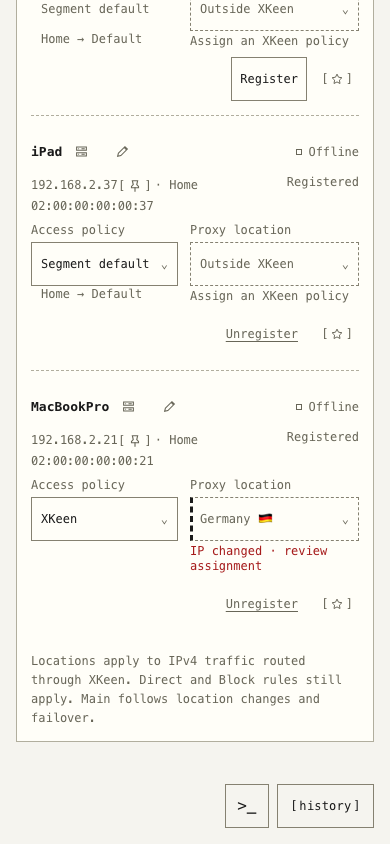 Segment default ⌄ Outside XKeen ⌄
Home → Default Assign an XKeen policy
Register [☆]
iPad Offline
192.168.2.37[ ]· Home Registered
02:00:00:00:00:37
Access policy Proxy location
Segment default ⌄ Outside XKeen ⌄
Home → Default Assign an XKeen policy
Unregister [☆]
MacBookPro Offline
192.168.2.21[ ]· Home Registered
02:00:00:00:00:21
Access policy Proxy location
XKeen ⌄ Germany 🇩🇪 ⌄
IP changed · review
assignment
Unregister [☆]
Locations apply to IPv4 traffic routed
through XKeen. Direct and Block rules still
apply. Main follows location changes and
failover.
>_ [history]